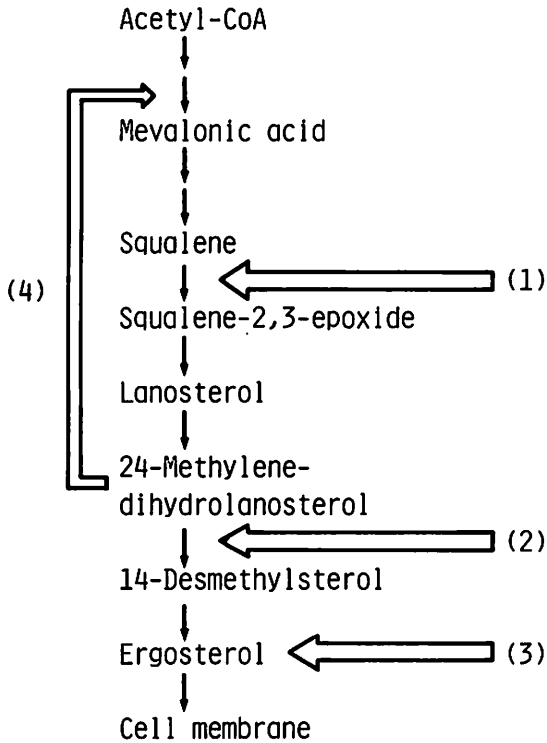 Acetyl-CoA
Mevalonic acid
Squalene
(1)
(4)
Squalene-2,3-epoxide
Lanosterol
24-Methylene-
dihydrolanosterol
(2)
14-Desmethylsterol
Ergosterol
(3)
Cell membrane